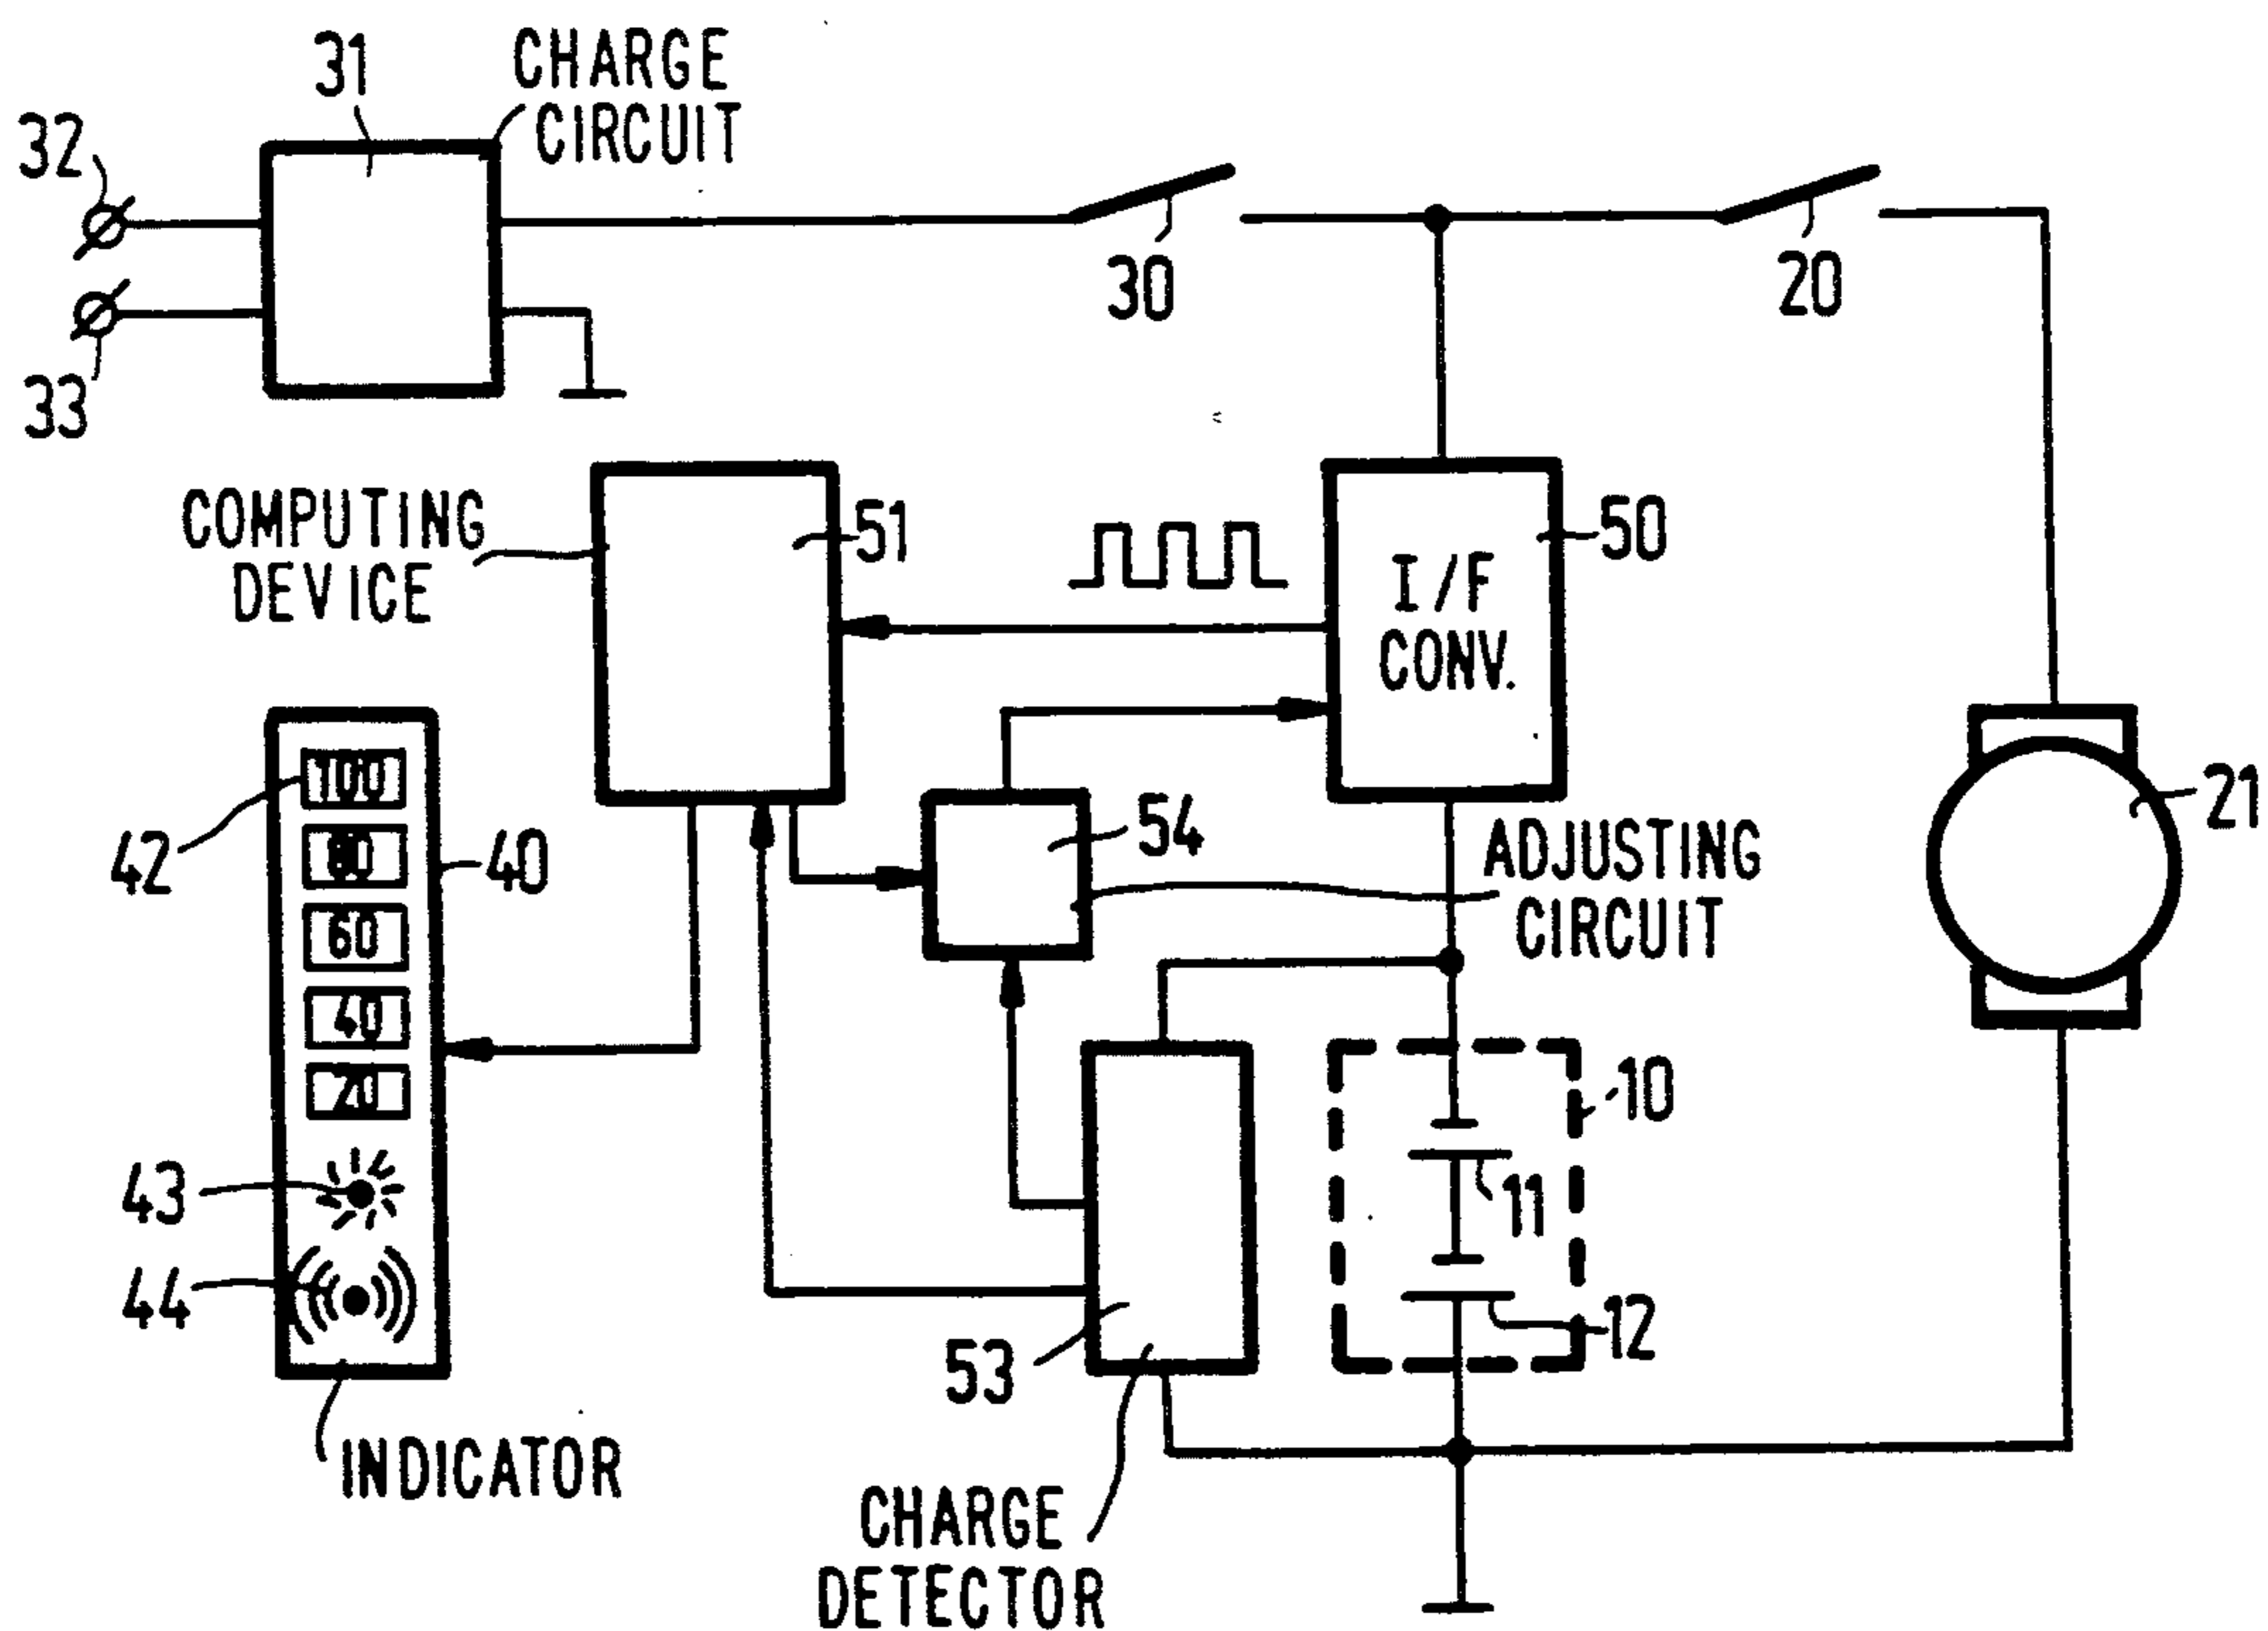 31
CHARGE
CIRCUIT
32
33
30
20
COMPUTING
DEVICE
51
50
I/F
CONV.
21
100
80
60
40
20
42
40
54
ADJUSTING
CIRCUIT
10
11
12
43
44
53
INDICATOR
CHARGE
DETECTOR